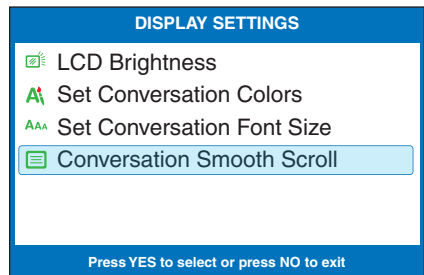 DISPLAY SETTINGS
LCD Brightness
A Set Conversation Colors
AAA Set Conversation Font Size
Conversation Smooth Scroll
Press YES to select or press NO to exit